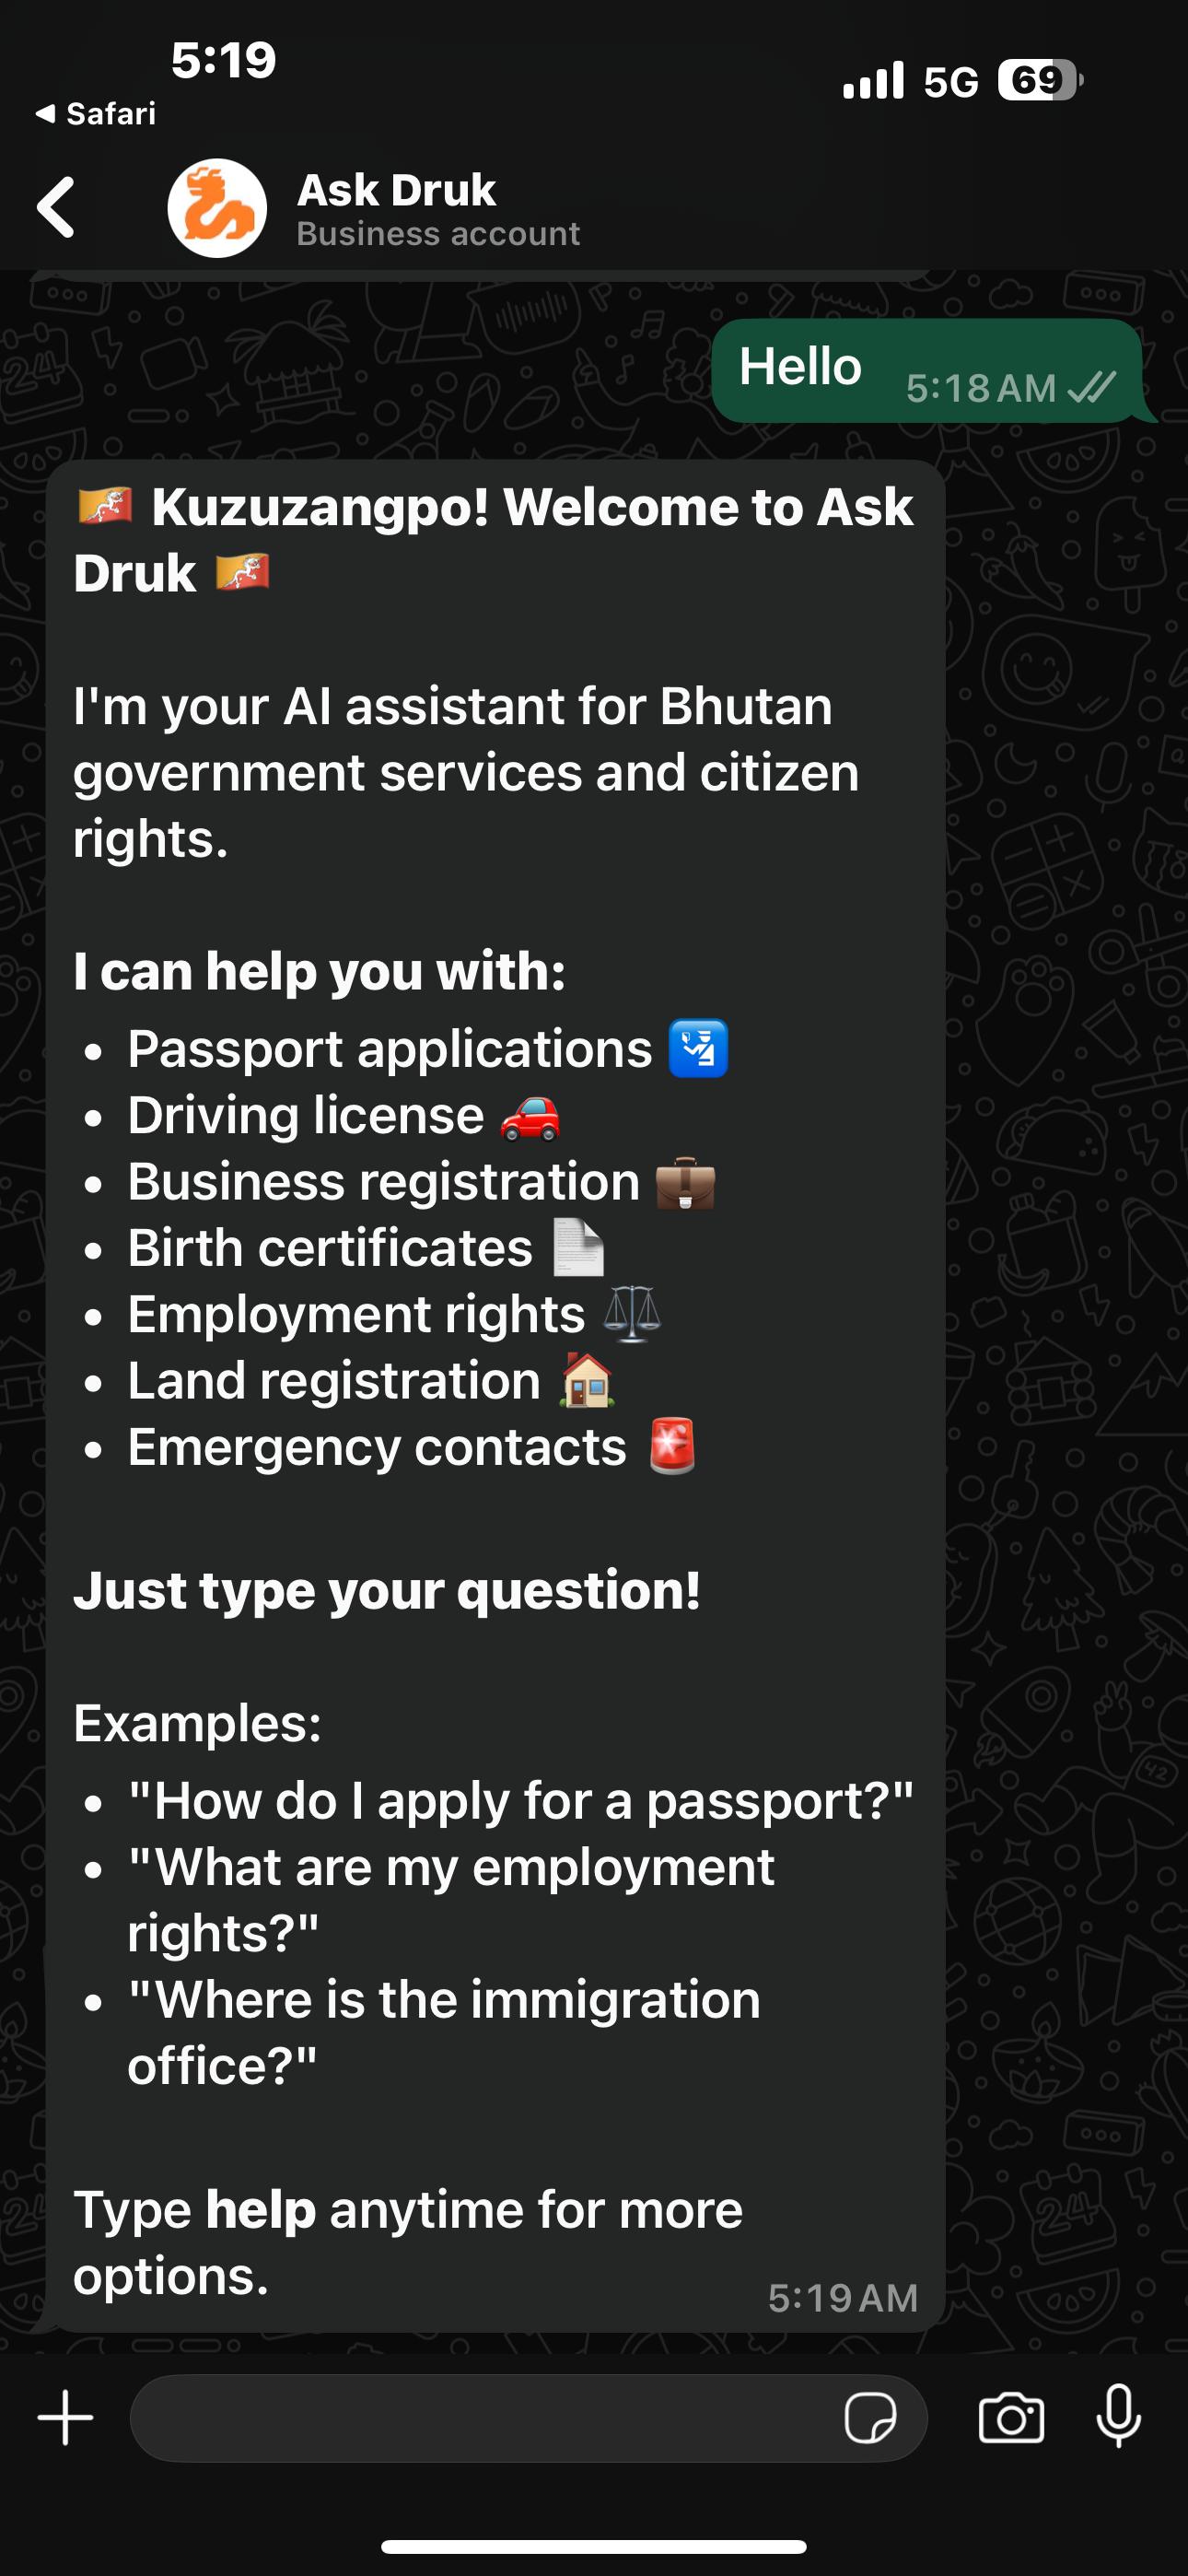 5:19
5G
69
Safari
Ask Druk
Business account
Hello
5:18 AM
🇧🇹 Kuzuzangpo! Welcome to Ask
Druk 🇧🇹
I'm your AI assistant for Bhutan
government services and citizen
rights.
I can help you with:
• Passport applications 🛂
• Driving license 🚗
• Business registration 💼
• Birth certificates 📄
• Employment rights ⚖️
• Land registration 🏠
• Emergency contacts 🚨
Just type your question!
Examples:
• "How do I apply for a passport?"
• "What are my employment
rights?"
• "Where is the immigration
office?"
Type help anytime for more
options.
5:19 AM